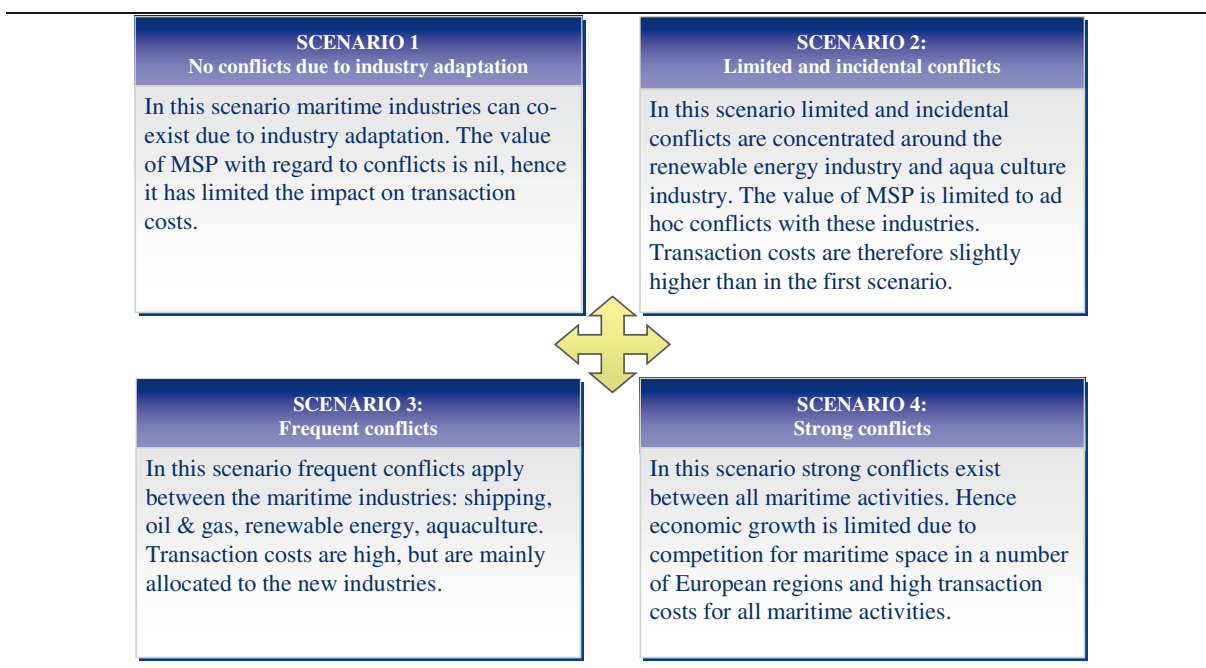 SCENARIO 1
No conflicts due to industry adaptation
In this scenario maritime industries can co-
exist due to industry adaptation. The value
of MSP with regard to conflicts is nil, hence
it has limited the impact on transaction
costs.
SCENARIO 2:
Limited and incidental conflicts
In this scenario limited and incidental
conflicts are concentrated around the
renewable energy industry and aqua culture
industry. The value of MSP is limited to ad
hoc conflicts with these industries.
Transaction costs are therefore slightly
higher than in the first scenario.
SCENARIO 3:
Frequent conflicts
In this scenario frequent conflicts apply
between the maritime industries: shipping,
oil & gas, renewable energy, aquaculture.
Transaction costs are high, but are mainly
allocated to the new industries.
SCENARIO 4:
Strong conflicts
In this scenario strong conflicts exist
between all maritime activities. Hence
economic growth is limited due to
competition for maritime space in a number
of European regions and high transaction
costs for all maritime activities.